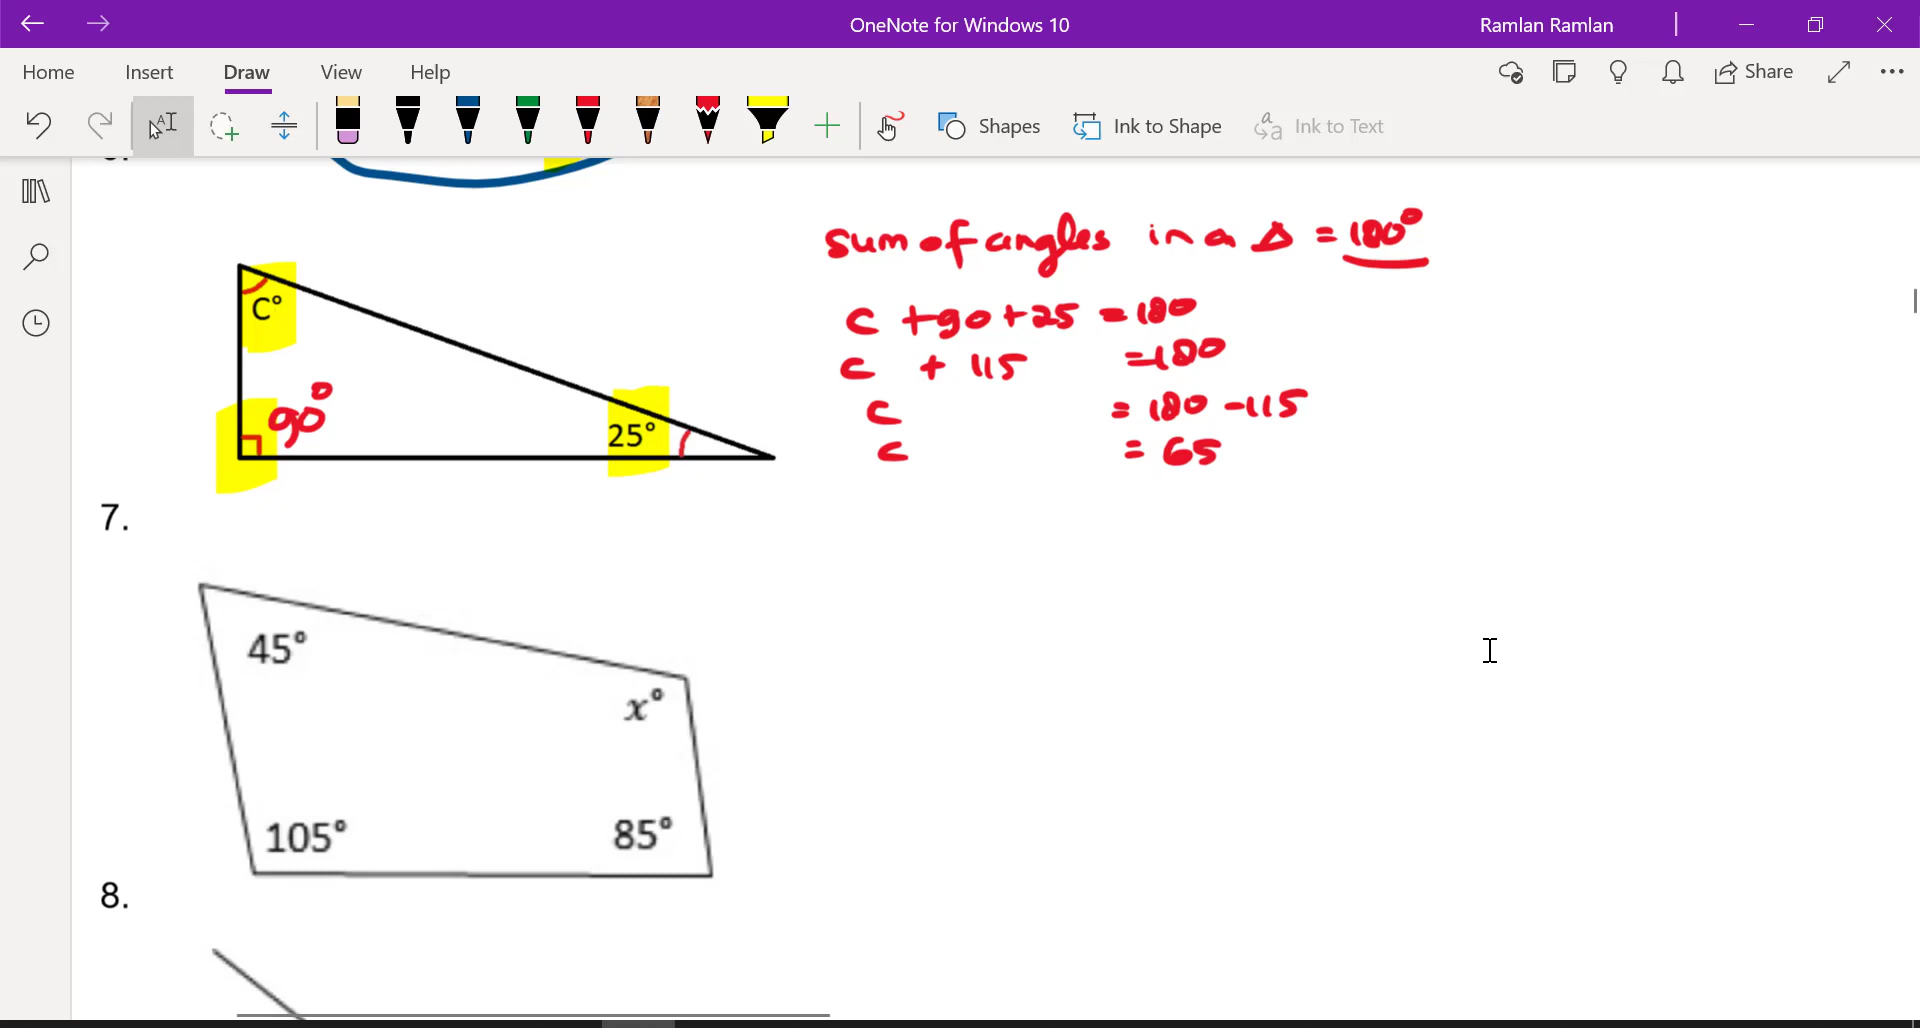 OneNote for Windows 10
Ramlan Ramlan
Home Insert Draw View Help
Share
Shapes Ink to Shape Ink to Text
sum of angles in a Δ = 180°
C°
90°
25°
C + 90 + 25 = 180
C + 115 = 180
C = 180 - 115
C = 65
7.
45°
x°
105°
85°
8.